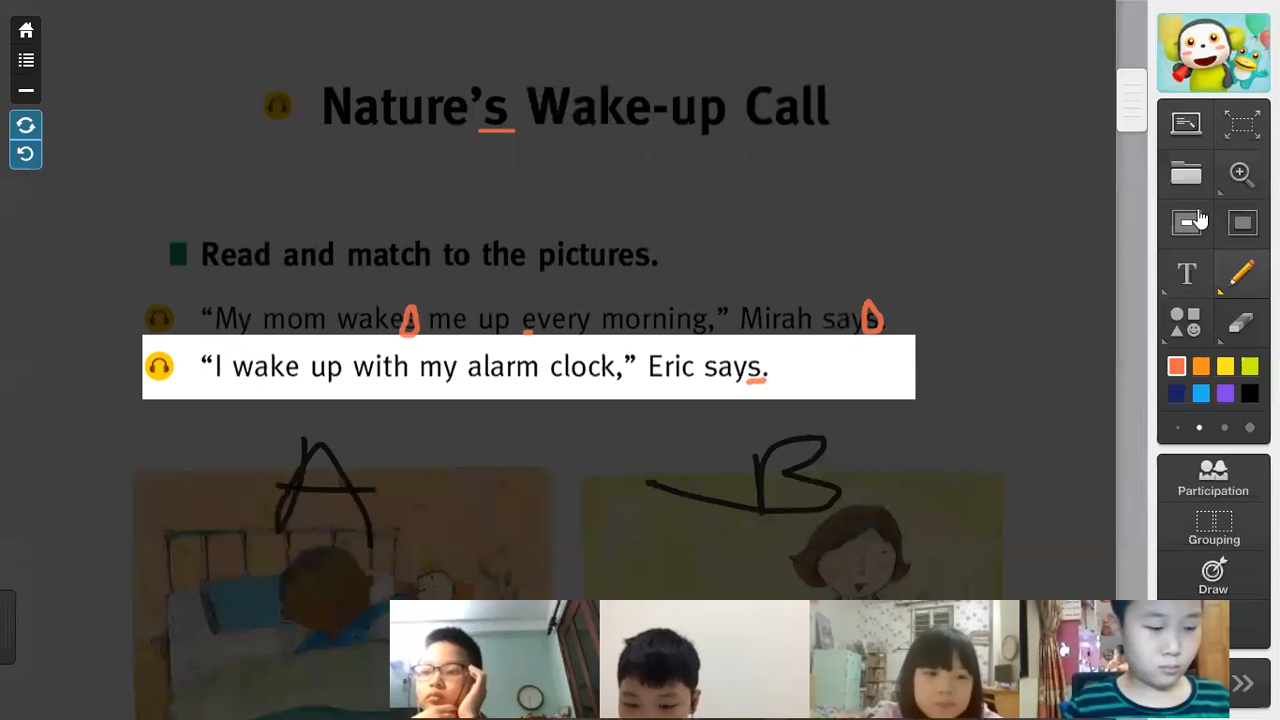 Nature's Wake-up Call
Read and match to the pictures.
"My mom wakes me up every morning," Mirah says.
"I wake up with my alarm clock," Eric says.
A
B
T
Participation
Grouping
Draw